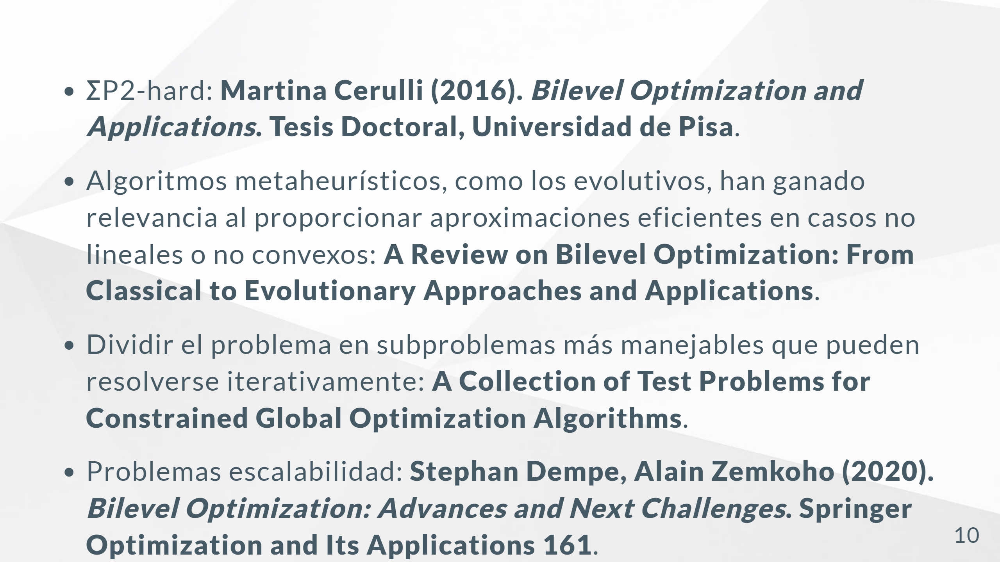 • ΣP2-hard: Martina Cerulli (2016). Bilevel Optimization and
Applications. Tesis Doctoral, Universidad de Pisa.
• Algoritmos metaheurísticos, como los evolutivos, han ganado
relevancia al proporcionar aproximaciones eficientes en casos no
lineales o no convexos: A Review on Bilevel Optimization: From
Classical to Evolutionary Approaches and Applications.
• Dividir el problema en subproblemas más manejables que pueden
resolverse iterativamente: A Collection of Test Problems for
Constrained Global Optimization Algorithms.
• Problemas escalabilidad: Stephan Dempe, Alain Zemkoho (2020).
Bilevel Optimization: Advances and Next Challenges. Springer
Optimization and Its Applications 161.
10